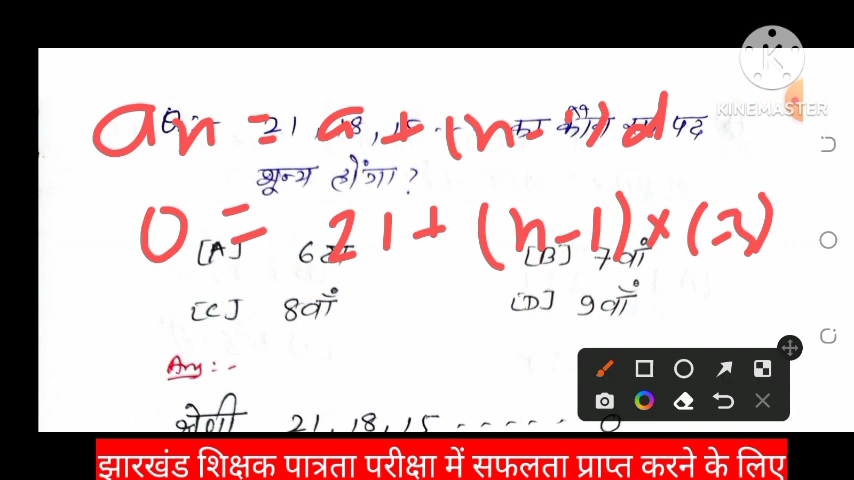 KINEMASTER
Q:- 21, 18, 15 - - - का कौन सा पद
शून्य होंगा ?
an = a + (n-1)d
0 = 21 + (n-1) × (-3)
[A] 6ठा [B] 7वाँ
[C] 8वाँ [D] 9वाँ
Ans :-
श्रेणी 21, 18, 15 - - - - - - 0
झारखंड शिक्षक पात्रता परीक्षा में सफलता प्राप्त करने के लिए